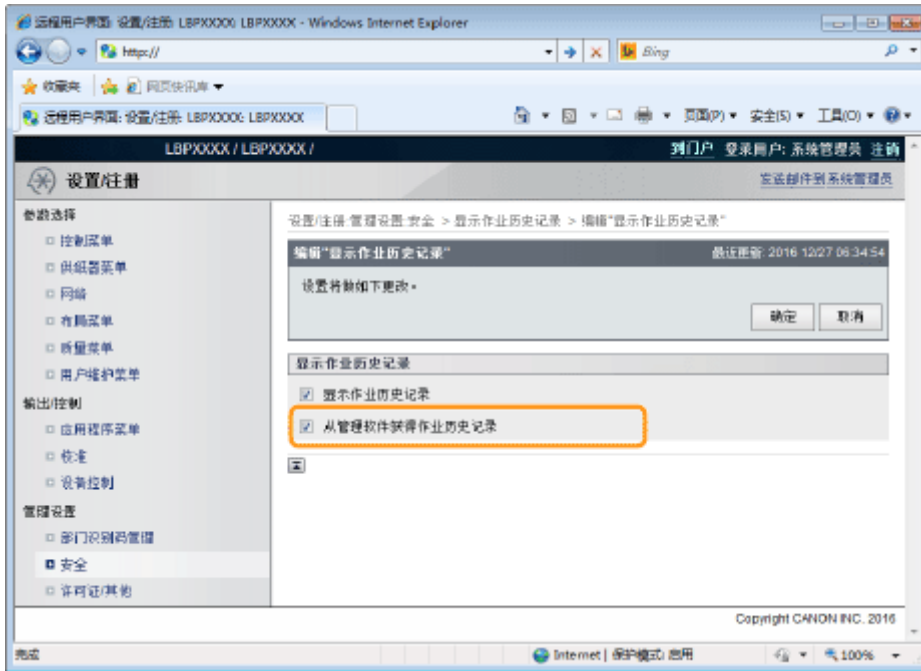 远程用户界面: 设置/注册: LBPXXXX: LBPXXXX - Windows Internet Explorer
http://
Bing
收藏夹 网页快讯库
远程用户界面: 设置/注册: LBPXXXX: LBPXXXX
页面(P) 安全(S) 工具(O)
LBPXXXX / LBPXXXX /
到门户 登录用户: 系统管理员 注销
设置/注册
发送邮件到系统管理员
参数选择
控制菜单
供纸器菜单
网络
布局菜单
质量菜单
用户维护菜单
输出/控制
应用程序菜单
校准
设备控制
管理设置
部门识别码管理
安全
许可证/其他
设置/注册:管理设置:安全 > 显示作业历史记录 > 编辑"显示作业历史记录"
编辑"显示作业历史记录"
最近更新: 2016 12/27 06:34:54
设置将做如下更改。
确定 取消
显示作业历史记录
显示作业历史记录
从管理软件获得作业历史记录
Copyright CANON INC. 2016
完成
Internet | 保护模式: 启用
100%